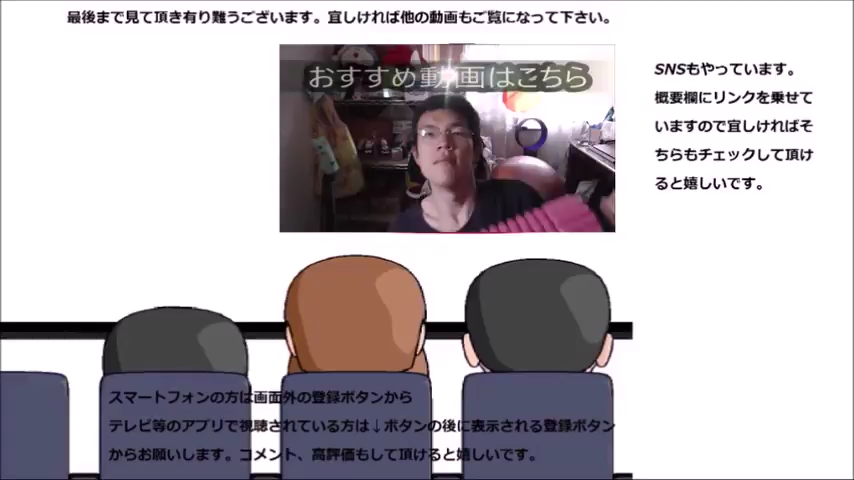 最後まで見て頂き有り難うございます。宜しければ他の動画もご覧になって下さい。
おすすめ動画はこちら
SNSもやっています。
概要欄にリンクを乗せて
いますので宜しければそ
ちらもチェックして頂け
ると嬉しいです。
スマートフォンの方は画面外の登録ボタンから
テレビ等のアプリで視聴されている方は↓ボタンの後に表示される登録ボタン
からお願いします。コメント、高評価もして頂けると嬉しいです。